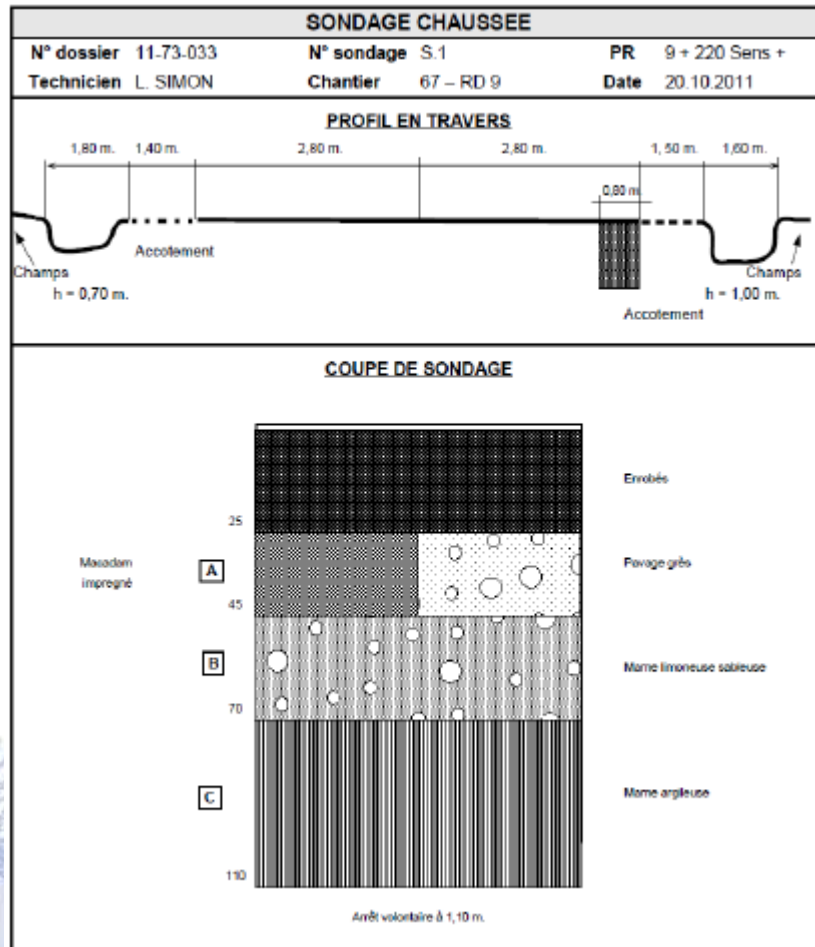 SONDAGE CHAUSSEE
N° dossier 11-73-033 N° sondage S.1 PR 9 + 220 Sens +
Technicien L. SIMON Chantier 67 – RD 9 Date 20.10.2011
PROFIL EN TRAVERS
1,80 m. 1,40 m. 2,80 m. 2,80 m. 1, 50 m. 1,60 m.
0,80 m
Accotement
Champs Champs
h = 0,70 m. h = 1,00 m.
Accotement
COUPE DE SONDAGE
Enrobés
25
Macadam A Pavage grès
impregné
45
B Marne limoneuse sableuse
70
C Marne argileuse
110
Arrêt volontaire à 1,10 m.